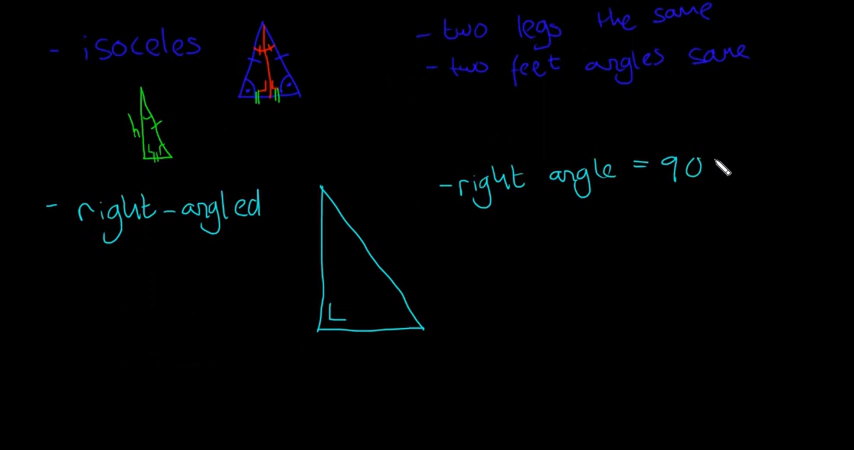 - isoceles
- two legs the same
- two feet angles same
h
- right-angled
- right angle = 90